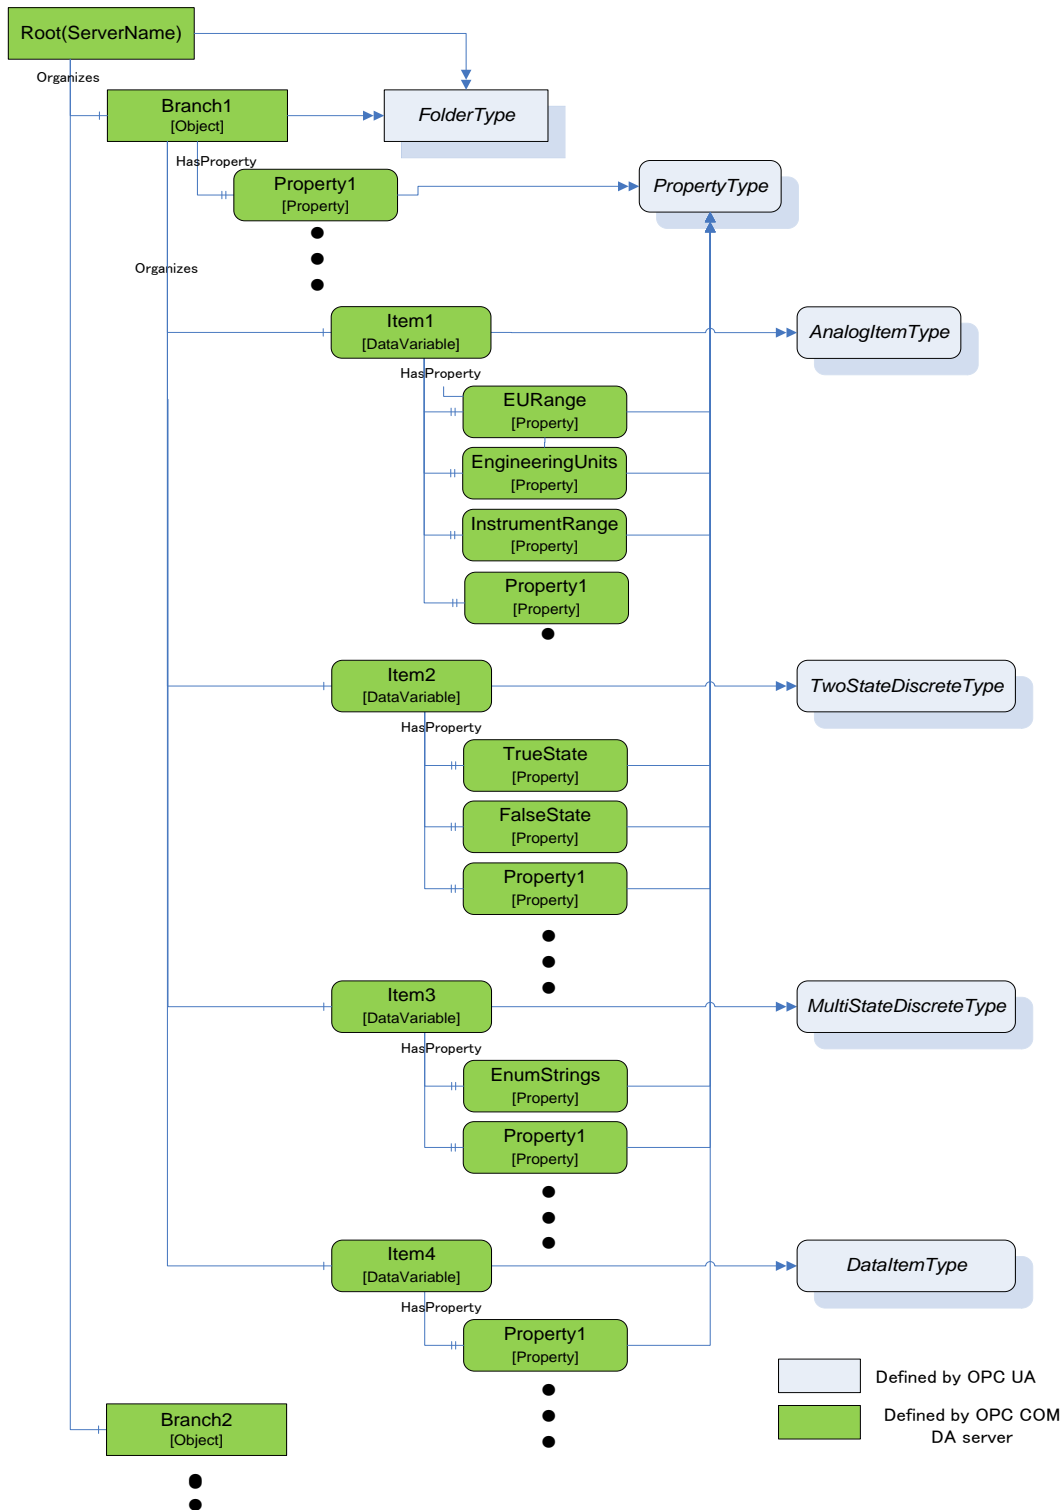 Root(ServerName)
Organizes
Branch1
[Object]
FolderType
HasProperty
Property1
[Property]
PropertyType
Organizes
Item1
[DataVariable]
AnalogItemType
HasProperty
EURange
[Property]
EngineeringUnits
[Property]
InstrumentRange
[Property]
Property1
[Property]
Item2
[DataVariable]
TwoStateDiscreteType
HasProperty
TrueState
[Property]
FalseState
[Property]
Property1
[Property]
Item3
[DataVariable]
MultiStateDiscreteType
HasProperty
EnumStrings
[Property]
Property1
[Property]
Item4
[DataVariable]
DataItemType
HasProperty
Property1
[Property]
Defined by OPC UA
Branch2
[Object]
Defined by OPC COM
DA server